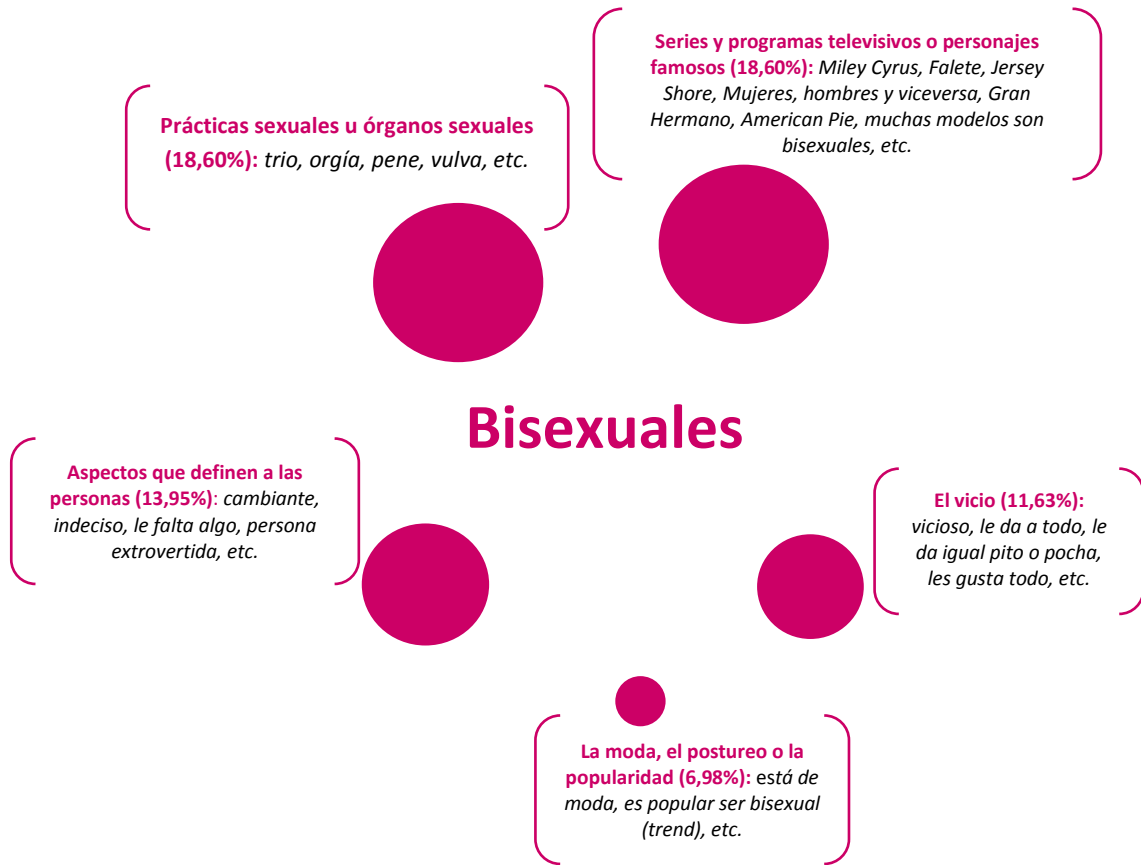 Series y programas televisivos o personajes
famosos (18,60%): Miley Cyrus, Falete, Jersey
Shore, Mujeres, hombres y viceversa, Gran
Hermano, American Pie, muchas modelos son
bisexuales, etc.
Prácticas sexuales u órganos sexuales
(18,60%): trio, orgía, pene, vulva, etc.
Bisexuales
Aspectos que definen a las
personas (13,95%): cambiante,
indeciso, le falta algo, persona
extrovertida, etc.
El vicio (11,63%):
vicioso, le da a todo, le
da igual pito o pocha,
les gusta todo, etc.
La moda, el postureo o la
popularidad (6,98%): está de
moda, es popular ser bisexual
(trend), etc.